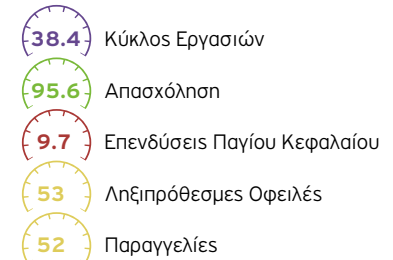 38.4 Κύκλος Εργασιών
95.6 Απασχόληση
9.7 Επενδύσεις Παγίου Κεφαλαίου
53 Ληξιπρόθεσμες Οφειλές
52 Παραγγελίες